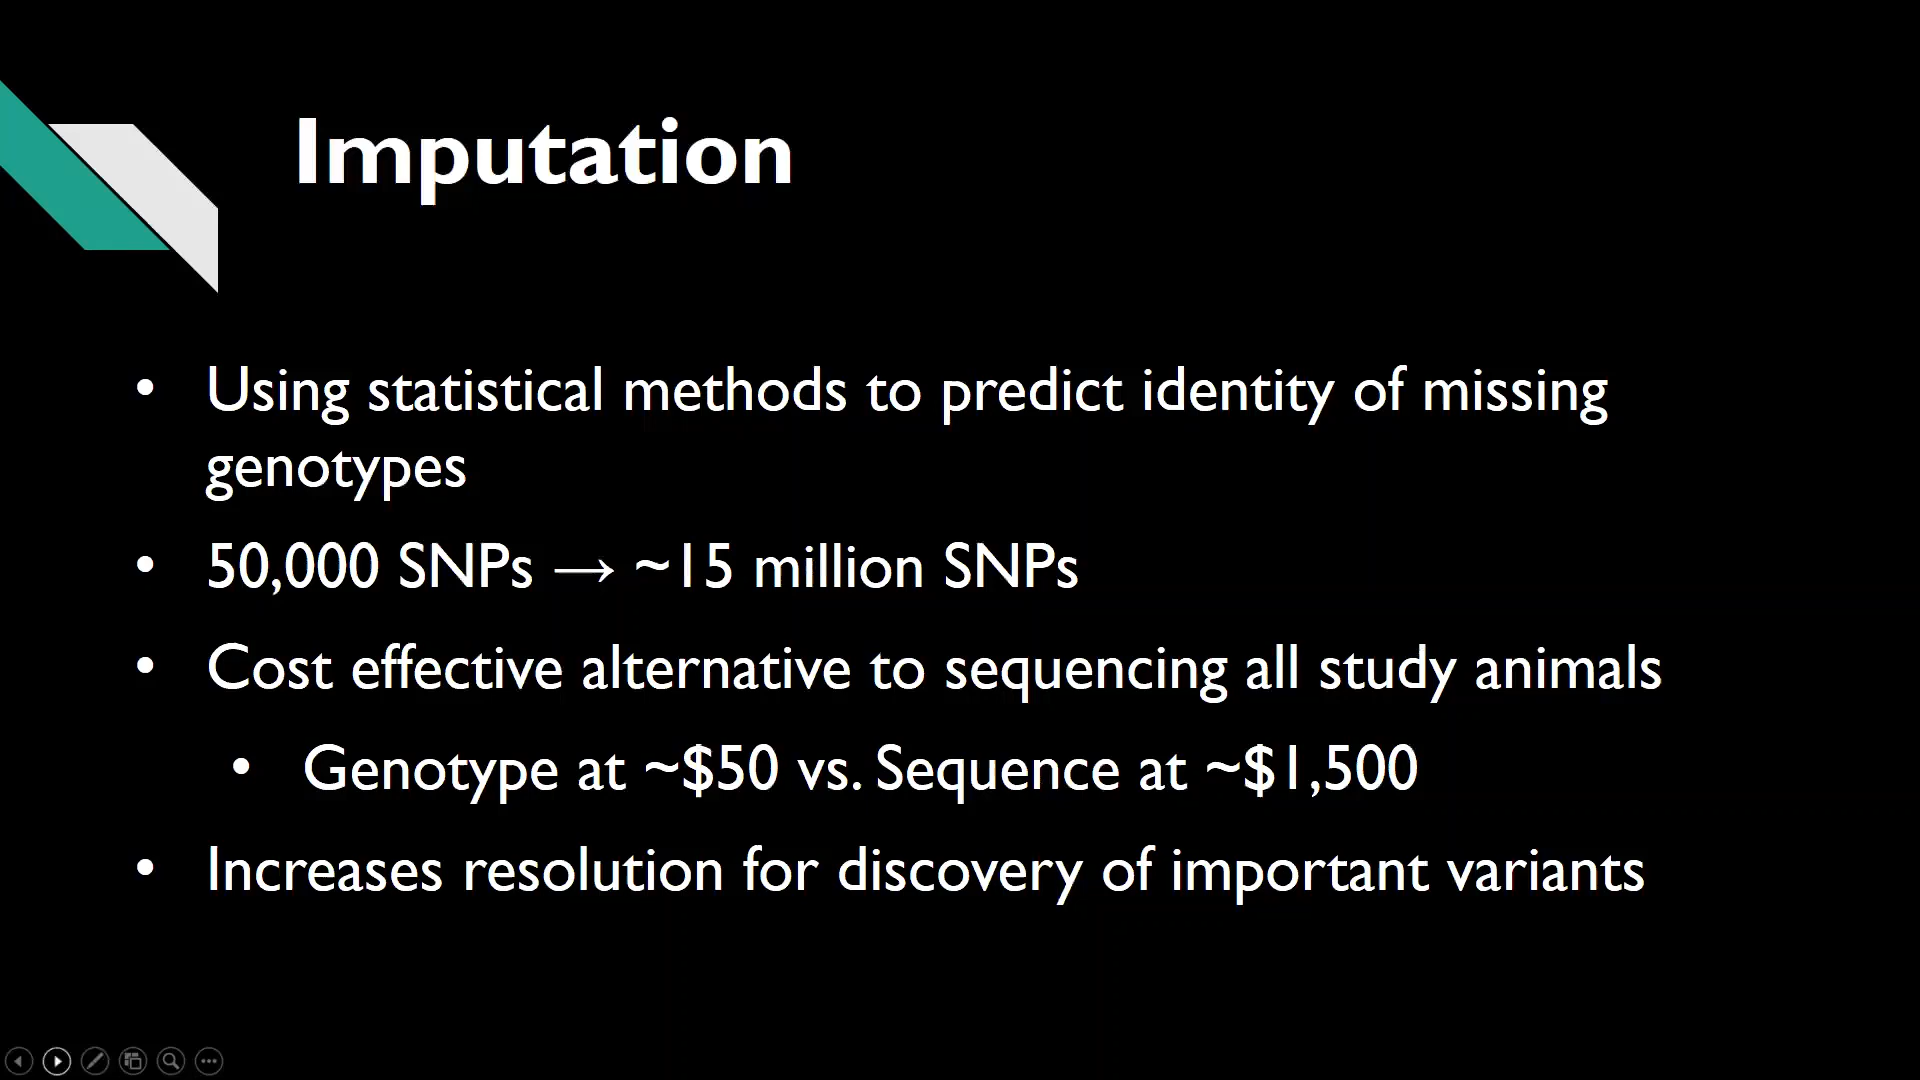 Imputation
• Using statistical methods to predict identity of missing
genotypes
• 50,000 SNPs → ~15 million SNPs
• Cost effective alternative to sequencing all study animals
• Genotype at ~$50 vs. Sequence at ~$1,500
• Increases resolution for discovery of important variants